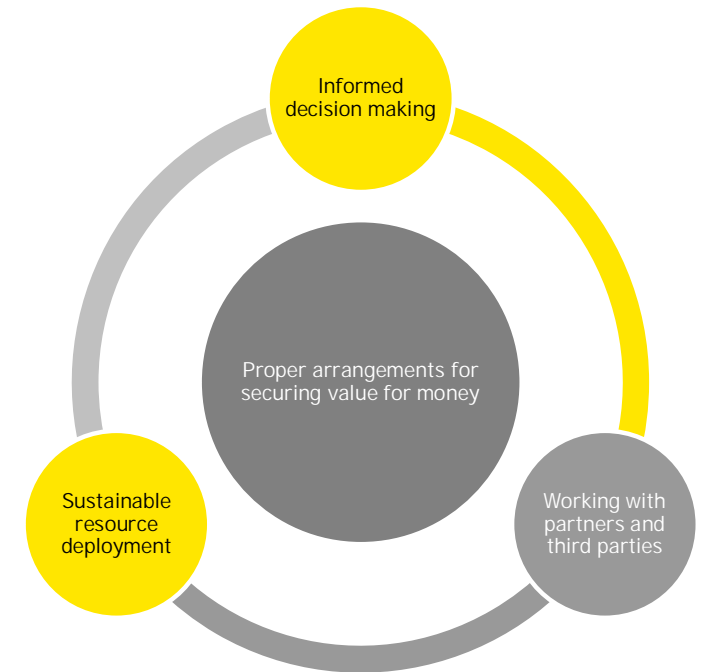 Informed
decision making
Proper arrangements for
securing value for money
Sustainable
resource
deployment
Working with
partners and
third parties